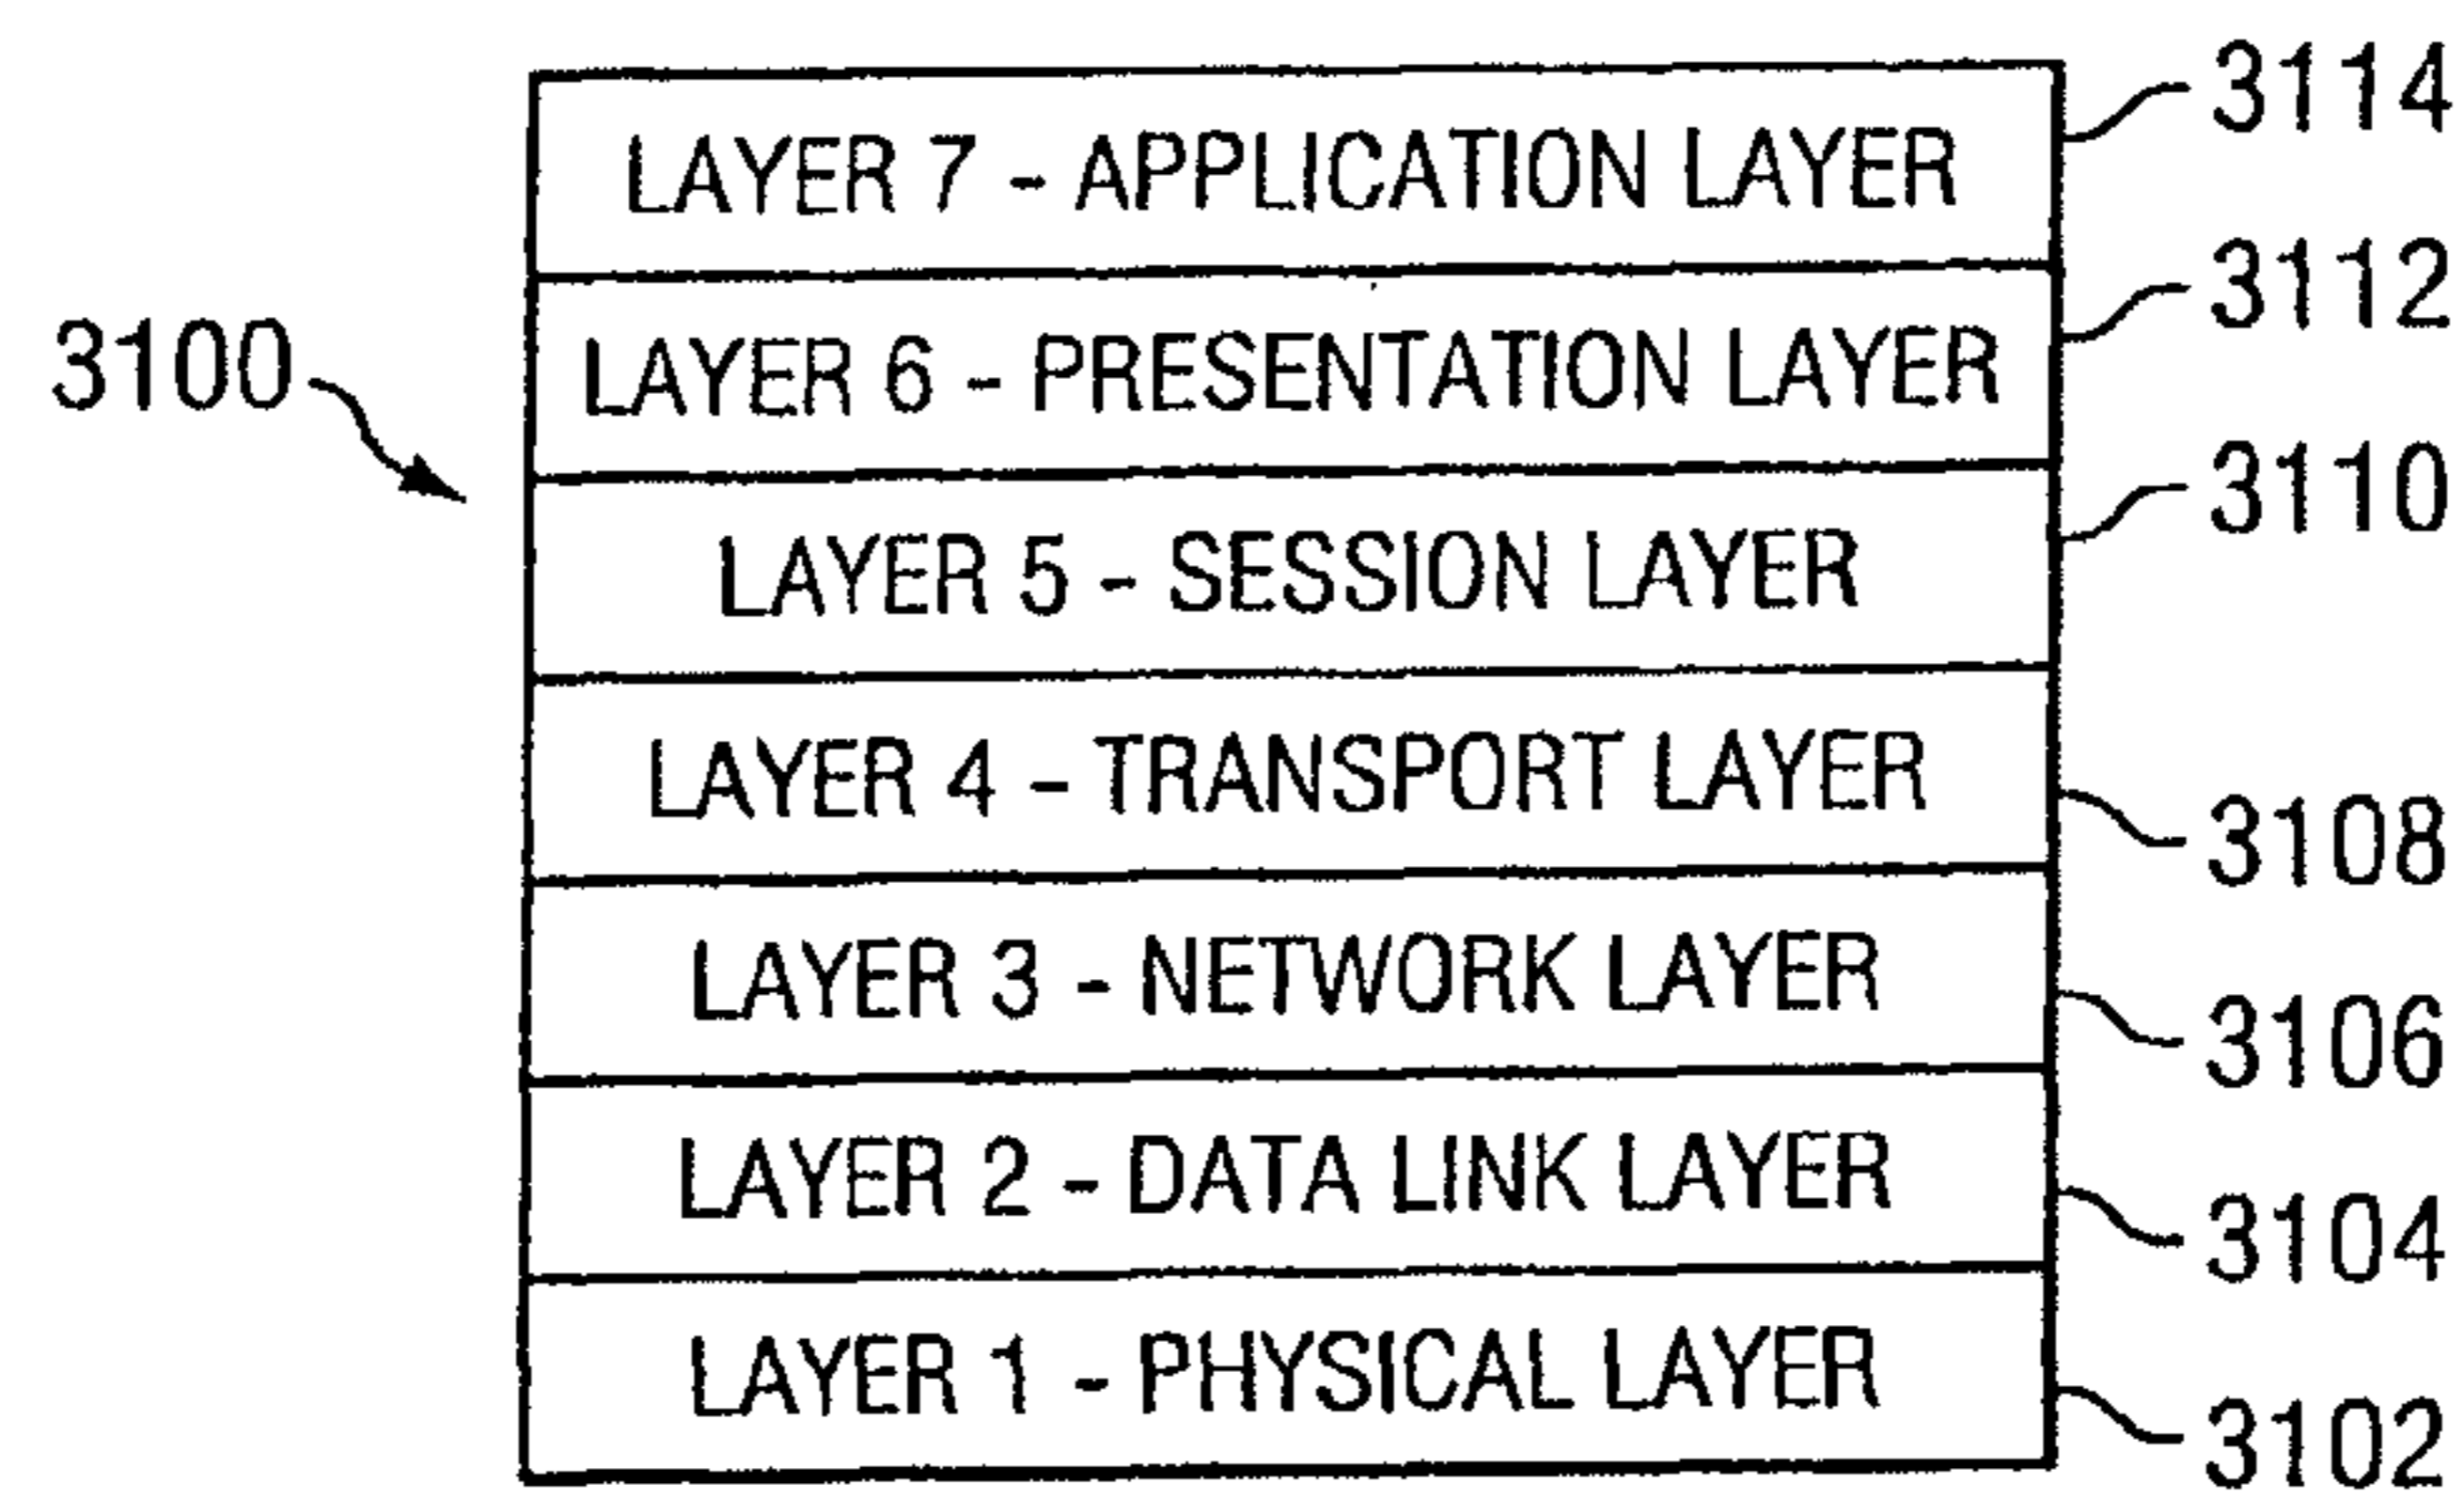 3114
LAYER 7 - APPLICATION LAYER
3112
LAYER 6 - PRESENTATION LAYER
3100
3110
LAYER 5 - SESSION LAYER
LAYER 4 - TRANSPORT LAYER
3108
LAYER 3 - NETWORK LAYER
3106
LAYER 2 - DATA LINK LAYER
3104
LAYER 1 - PHYSICAL LAYER
3102